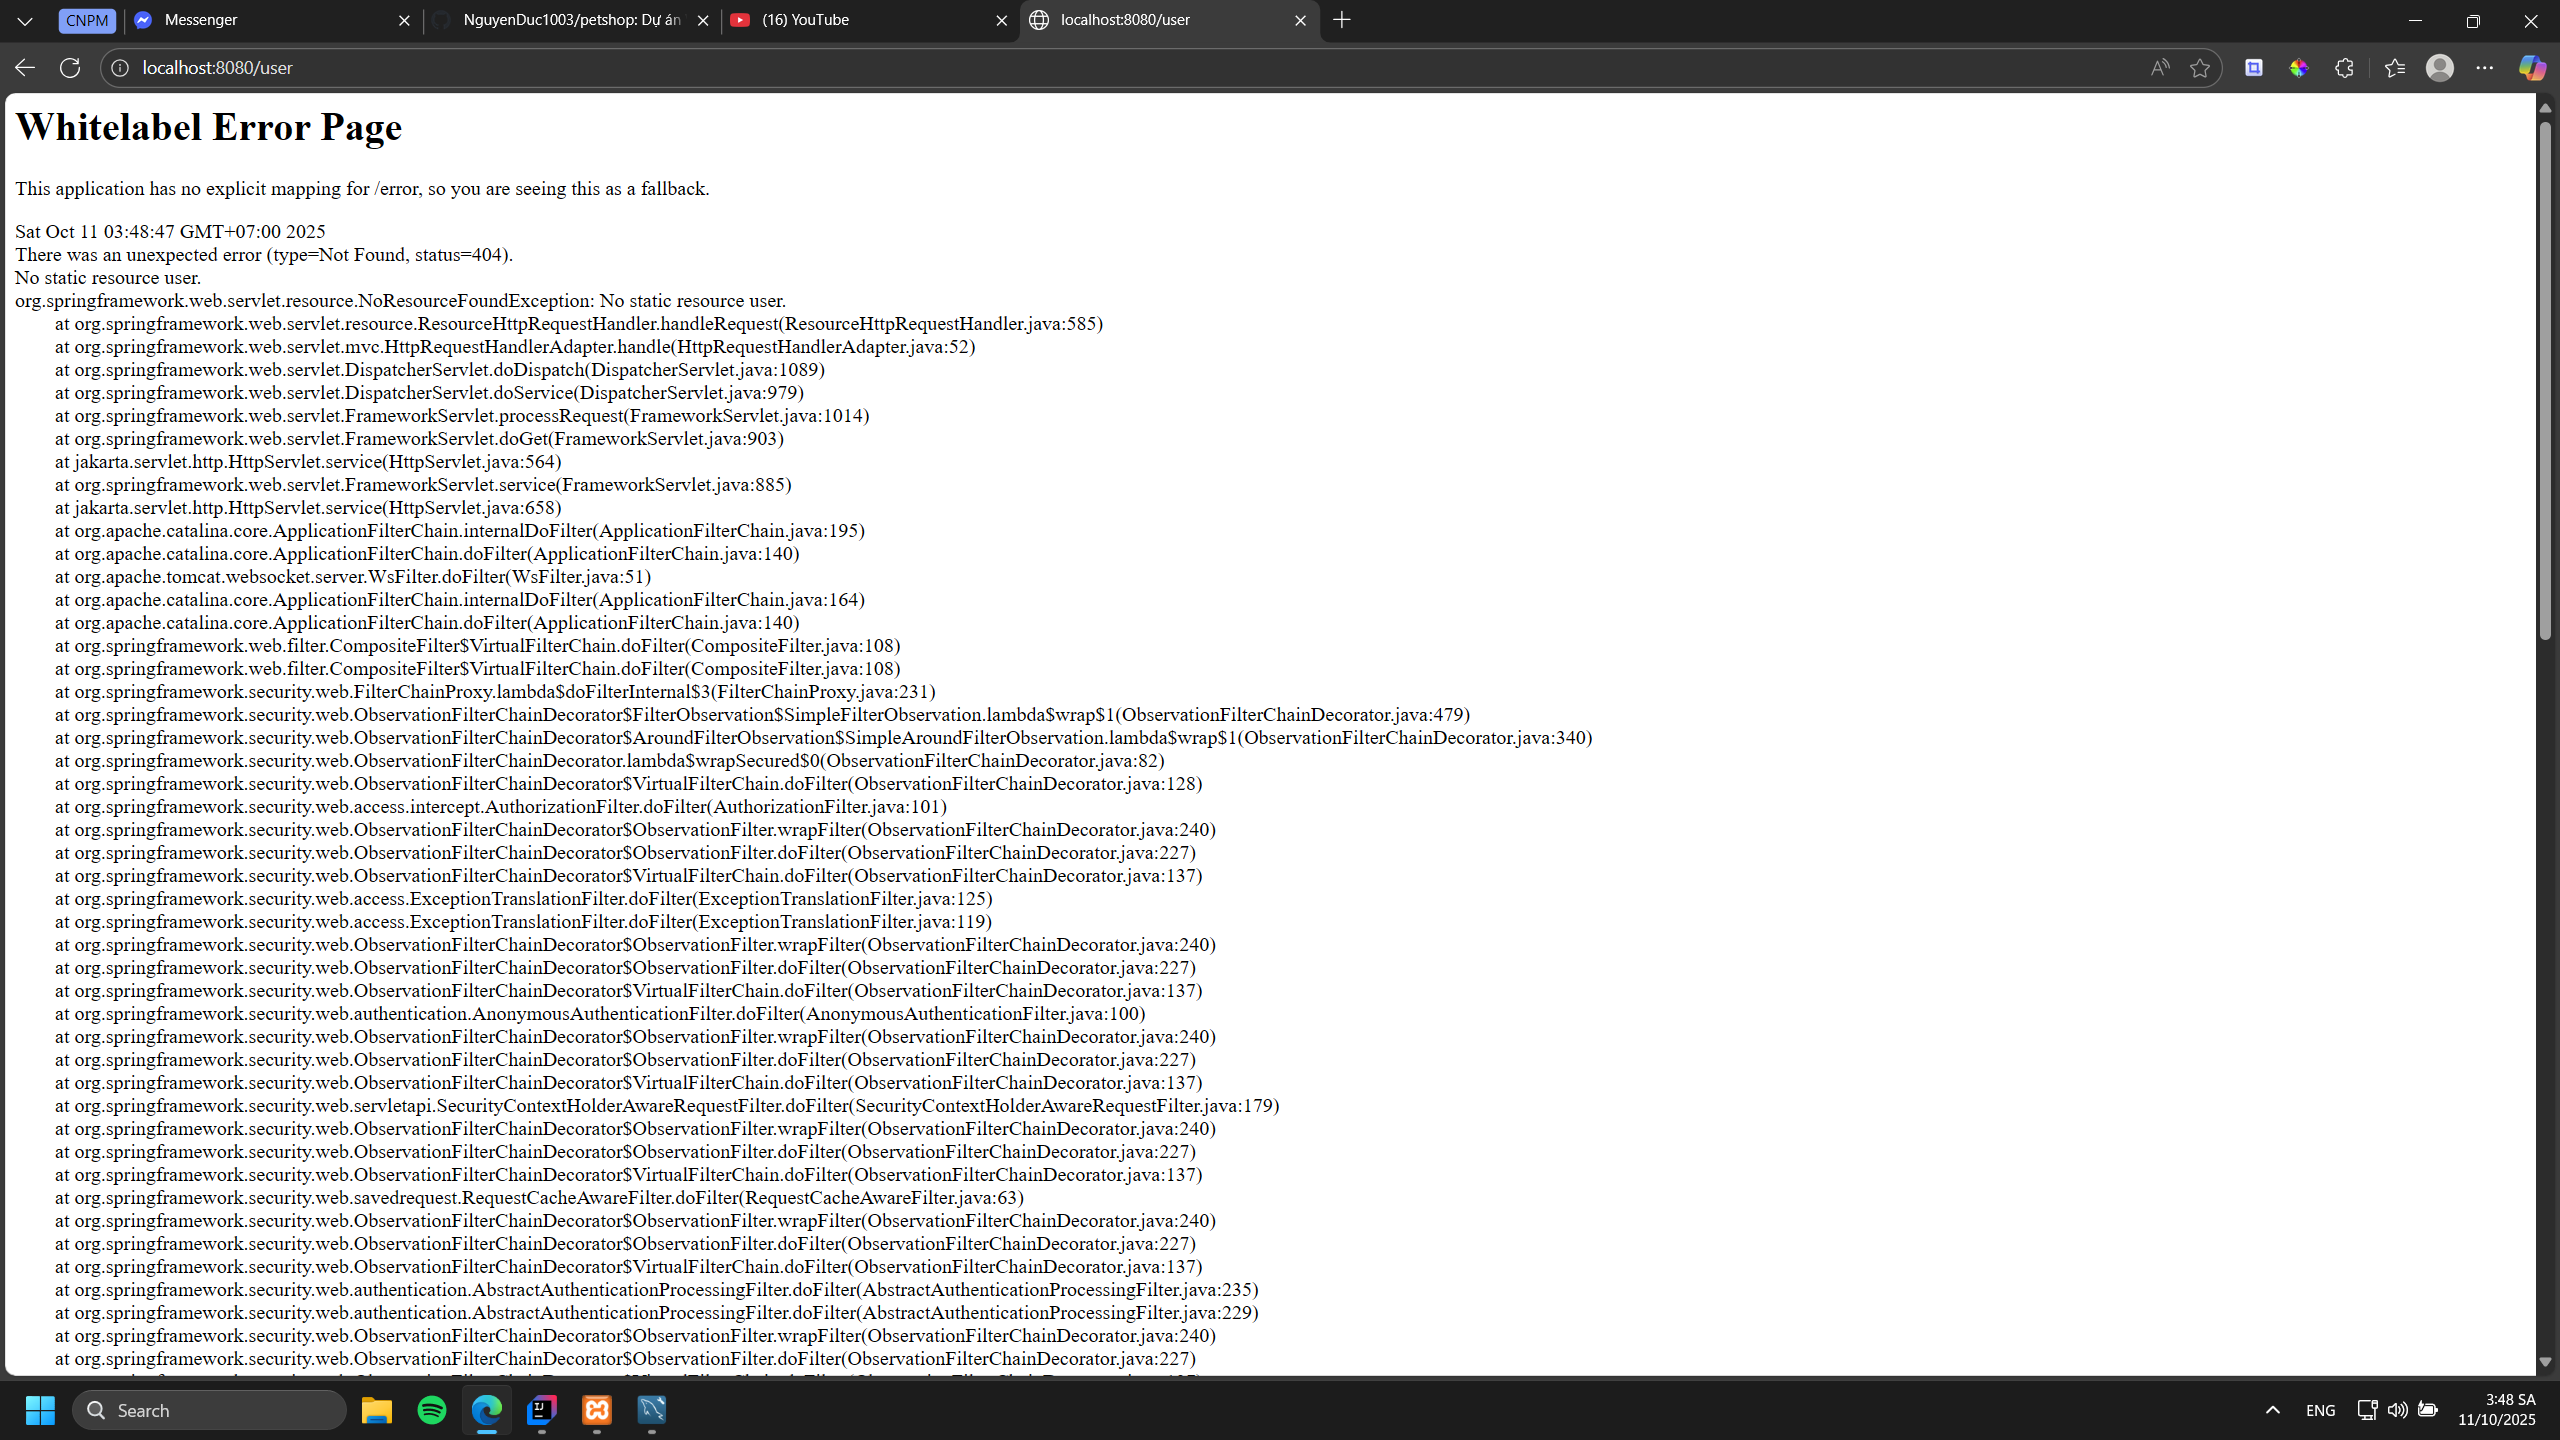 CNPM
Messenger
NguyenDuc1003/petshop: Dự án
(16) YouTube
localhost:8080/user
localhost:8080/user
Whitelabel Error Page
This application has no explicit mapping for /error, so you are seeing this as a fallback.
Sat Oct 11 03:48:47 GMT+07:00 2025
There was an unexpected error (type=Not Found, status=404).
No static resource user.
org.springframework.web.servlet.resource.NoResourceFoundException: No static resource user.
at org.springframework.web.servlet.resource.ResourceHttpRequestHandler.handleRequest(ResourceHttpRequestHandler.java:585)
at org.springframework.web.servlet.mvc.HttpRequestHandlerAdapter.handle(HttpRequestHandlerAdapter.java:52)
at org.springframework.web.servlet.DispatcherServlet.doDispatch(DispatcherServlet.java:1089)
at org.springframework.web.servlet.DispatcherServlet.doService(DispatcherServlet.java:979)
at org.springframework.web.servlet.FrameworkServlet.processRequest(FrameworkServlet.java:1014)
at org.springframework.web.servlet.FrameworkServlet.doGet(FrameworkServlet.java:903)
at jakarta.servlet.http.HttpServlet.service(HttpServlet.java:564)
at org.springframework.web.servlet.FrameworkServlet.service(FrameworkServlet.java:885)
at jakarta.servlet.http.HttpServlet.service(HttpServlet.java:658)
at org.apache.catalina.core.ApplicationFilterChain.internalDoFilter(ApplicationFilterChain.java:195)
at org.apache.catalina.core.ApplicationFilterChain.doFilter(ApplicationFilterChain.java:140)
at org.apache.tomcat.websocket.server.WsFilter.doFilter(WsFilter.java:51)
at org.apache.catalina.core.ApplicationFilterChain.internalDoFilter(ApplicationFilterChain.java:164)
at org.apache.catalina.core.ApplicationFilterChain.doFilter(ApplicationFilterChain.java:140)
at org.springframework.web.filter.CompositeFilter$VirtualFilterChain.doFilter(CompositeFilter.java:108)
at org.springframework.web.filter.CompositeFilter$VirtualFilterChain.doFilter(CompositeFilter.java:108)
at org.springframework.security.web.FilterChainProxy.lambda$doFilterInternal$3(FilterChainProxy.java:231)
at org.springframework.security.web.ObservationFilterChainDecorator$FilterObservation$SimpleFilterObservation.lambda$wrap$1(ObservationFilterChainDecorator.java:479)
at org.springframework.security.web.ObservationFilterChainDecorator$AroundFilterObservation$SimpleAroundFilterObservation.lambda$wrap$1(ObservationFilterChainDecorator.java:340)
at org.springframework.security.web.ObservationFilterChainDecorator.lambda$wrapSecured$0(ObservationFilterChainDecorator.java:82)
at org.springframework.security.web.ObservationFilterChainDecorator$VirtualFilterChain.doFilter(ObservationFilterChainDecorator.java:128)
at org.springframework.security.web.access.intercept.AuthorizationFilter.doFilter(AuthorizationFilter.java:101)
at org.springframework.security.web.ObservationFilterChainDecorator$ObservationFilter.wrapFilter(ObservationFilterChainDecorator.java:240)
at org.springframework.security.web.ObservationFilterChainDecorator$ObservationFilter.doFilter(ObservationFilterChainDecorator.java:227)
at org.springframework.security.web.ObservationFilterChainDecorator$VirtualFilterChain.doFilter(ObservationFilterChainDecorator.java:137)
at org.springframework.security.web.access.ExceptionTranslationFilter.doFilter(ExceptionTranslationFilter.java:125)
at org.springframework.security.web.access.ExceptionTranslationFilter.doFilter(ExceptionTranslationFilter.java:119)
at org.springframework.security.web.ObservationFilterChainDecorator$ObservationFilter.wrapFilter(ObservationFilterChainDecorator.java:240)
at org.springframework.security.web.ObservationFilterChainDecorator$ObservationFilter.doFilter(ObservationFilterChainDecorator.java:227)
at org.springframework.security.web.ObservationFilterChainDecorator$VirtualFilterChain.doFilter(ObservationFilterChainDecorator.java:137)
at org.springframework.security.web.authentication.AnonymousAuthenticationFilter.doFilter(AnonymousAuthenticationFilter.java:100)
at org.springframework.security.web.ObservationFilterChainDecorator$ObservationFilter.wrapFilter(ObservationFilterChainDecorator.java:240)
at org.springframework.security.web.ObservationFilterChainDecorator$ObservationFilter.doFilter(ObservationFilterChainDecorator.java:227)
at org.springframework.security.web.ObservationFilterChainDecorator$VirtualFilterChain.doFilter(ObservationFilterChainDecorator.java:137)
at org.springframework.security.web.servletapi.SecurityContextHolderAwareRequestFilter.doFilter(SecurityContextHolderAwareRequestFilter.java:179)
at org.springframework.security.web.ObservationFilterChainDecorator$ObservationFilter.wrapFilter(ObservationFilterChainDecorator.java:240)
at org.springframework.security.web.ObservationFilterChainDecorator$ObservationFilter.doFilter(ObservationFilterChainDecorator.java:227)
at org.springframework.security.web.ObservationFilterChainDecorator$VirtualFilterChain.doFilter(ObservationFilterChainDecorator.java:137)
at org.springframework.security.web.savedrequest.RequestCacheAwareFilter.doFilter(RequestCacheAwareFilter.java:63)
at org.springframework.security.web.ObservationFilterChainDecorator$ObservationFilter.wrapFilter(ObservationFilterChainDecorator.java:240)
at org.springframework.security.web.ObservationFilterChainDecorator$ObservationFilter.doFilter(ObservationFilterChainDecorator.java:227)
at org.springframework.security.web.ObservationFilterChainDecorator$VirtualFilterChain.doFilter(ObservationFilterChainDecorator.java:137)
at org.springframework.security.web.authentication.AbstractAuthenticationProcessingFilter.doFilter(AbstractAuthenticationProcessingFilter.java:235)
at org.springframework.security.web.authentication.AbstractAuthenticationProcessingFilter.doFilter(AbstractAuthenticationProcessingFilter.java:229)
at org.springframework.security.web.ObservationFilterChainDecorator$ObservationFilter.wrapFilter(ObservationFilterChainDecorator.java:240)
at org.springframework.security.web.ObservationFilterChainDecorator$ObservationFilter.doFilter(ObservationFilterChainDecorator.java:227)
Search
ENG
3:48 SA
11/10/2025